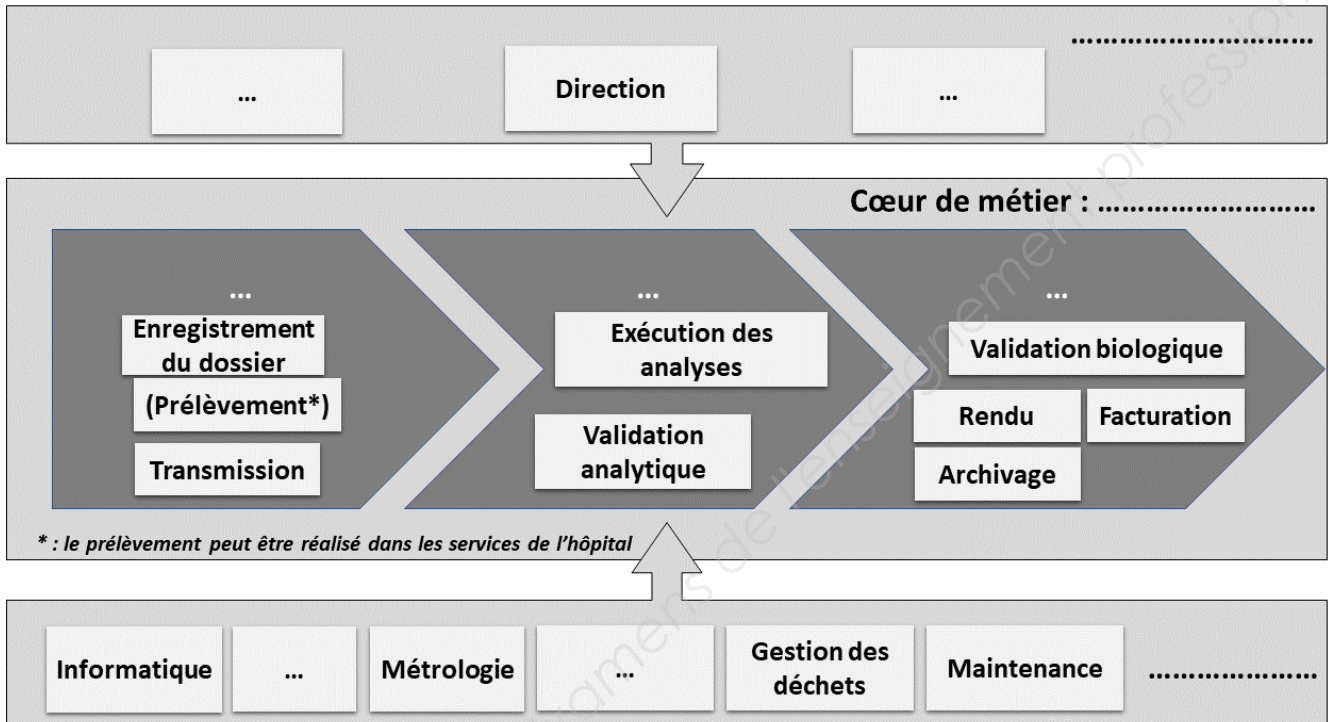 ……………………………
...
Direction
...
Cœur de métier : ………………………
...
Enregistrement
du dossier
(Prélèvement*)
Transmission
...
Exécution des
analyses
Validation
analytique
...
Validation biologique
Rendu
Facturation
Archivage
* : le prélèvement peut être réalisé dans les services de l’hôpital
Informatique
...
Métrologie
...
Gestion des
déchets
Maintenance
………………….